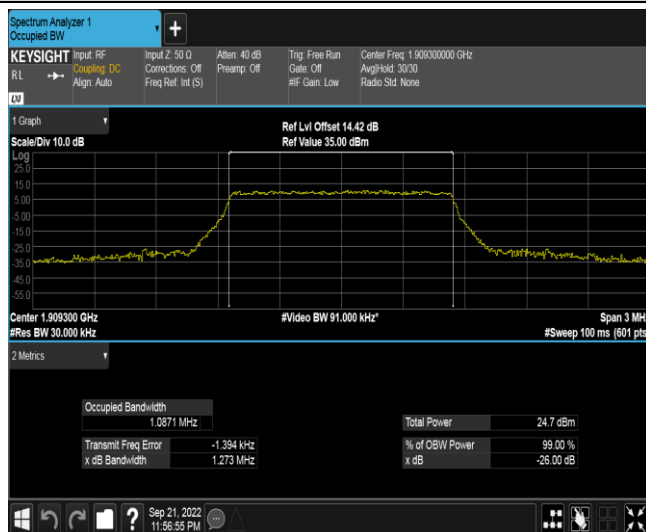 Spectrum Analyzer 1
Occupied BW
+
KEYSIGHT
RL
Input: RF
Coupling: DC
Align: Auto
Input Z: 50 Ω
Corrections: Off
Freq Ref: Int (S)
Atten: 40 dB
Preamp: Off
Trig: Free Run
Gate: Off
#IF Gain: Low
Center Freq: 1.909300000 GHz
Avg|Hold: 30/30
Radio Std: None
LXI
1 Graph
Scale/Div 10.0 dB
Ref Lvl Offset 14.42 dB
Ref Value 35.00 dBm
Log
25.0
15.0
5.00
-5.00
-15.0
-25.0
-35.0
-45.0
-55.0
Center 1.909300 GHz
#Video BW 91.000 kHz*
Span 3 MHz
#Res BW 30.000 kHz
#Sweep 100 ms (601 pts
2 Metrics
Occupied Bandwidth
1.0871 MHz
Total Power 24.7 dBm
Transmit Freq Error -1.394 kHz
% of OBW Power 99.00 %
x dB Bandwidth 1.273 MHz
x dB -26.00 dB
?
Sep 21, 2022
11:56:55 PM